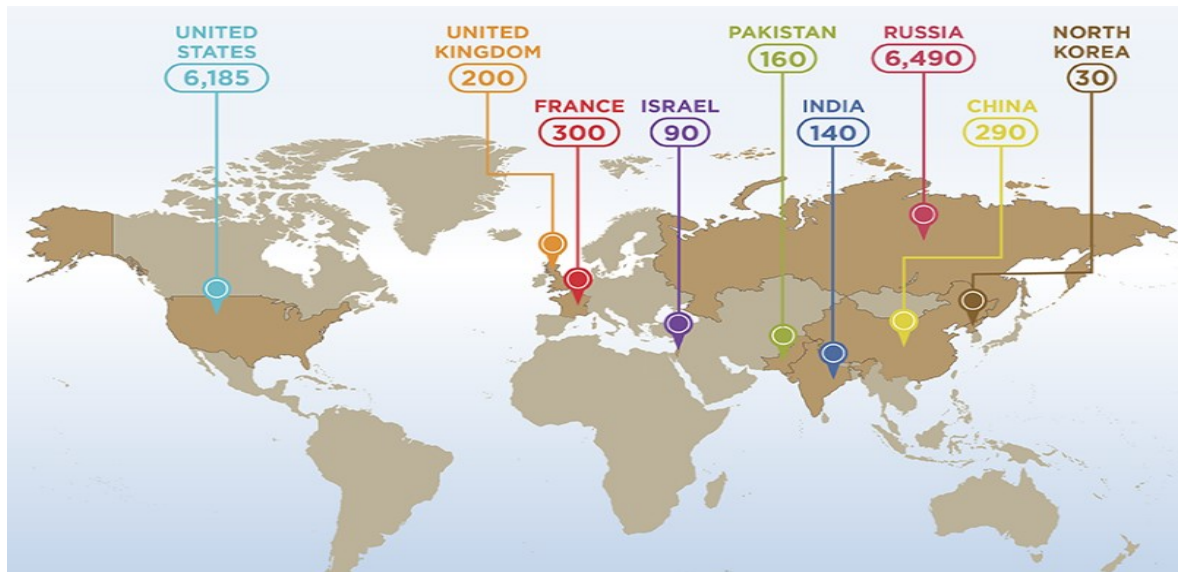 UNITED
STATES
6,185
UNITED
KINGDOM
200
FRANCE
300
ISRAEL
90
PAKISTAN
160
INDIA
140
RUSSIA
6,490
CHINA
290
NORTH
KOREA
30